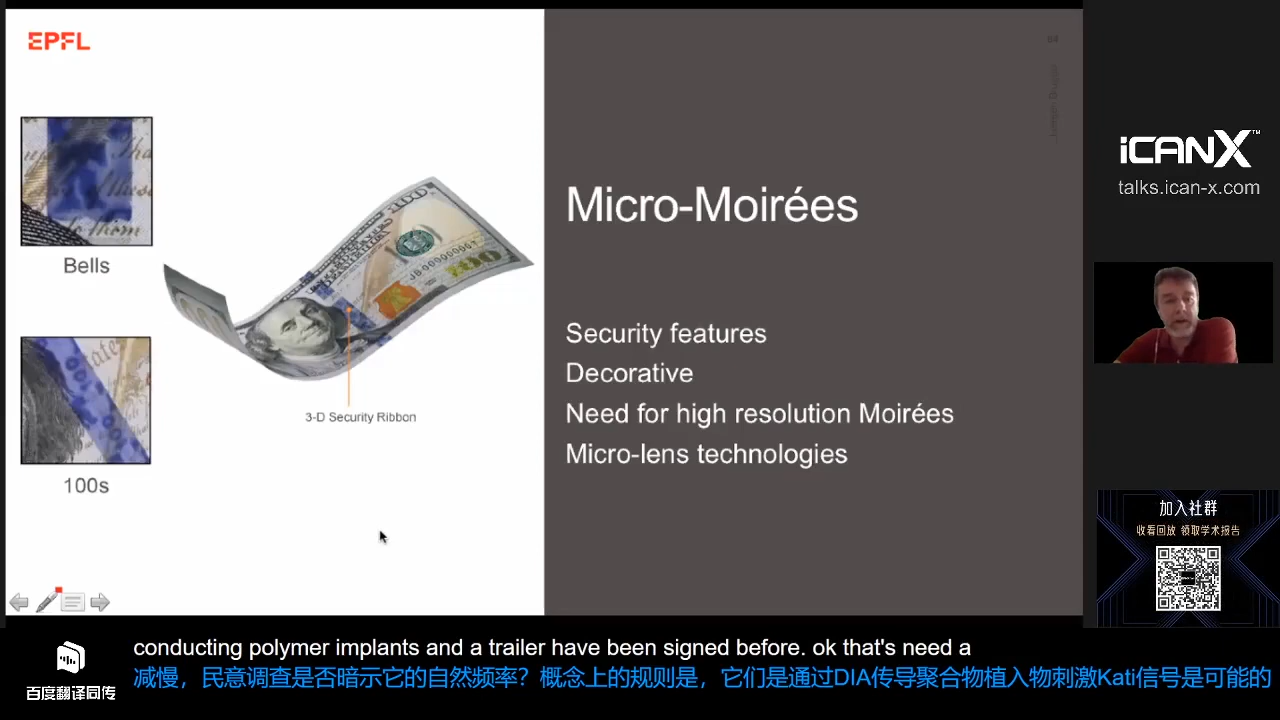 EPFL
Bells
100s
100
100
JB 00000000
3-D Security Ribbon
Micro-Moirées
Security features
Decorative
Need for high resolution Moirées
Micro-lens technologies
iCANX™
talks.ican-x.com
加入社群
收看回放 领取学术报告
百度翻译同传
conducting polymer implants and a trailer have been signed before. ok that's need a
减慢，民意调查是否暗示它的自然频率？概念上的规则是，它们是通过DIA传导聚合物植入物刺激Kati信号是可能的